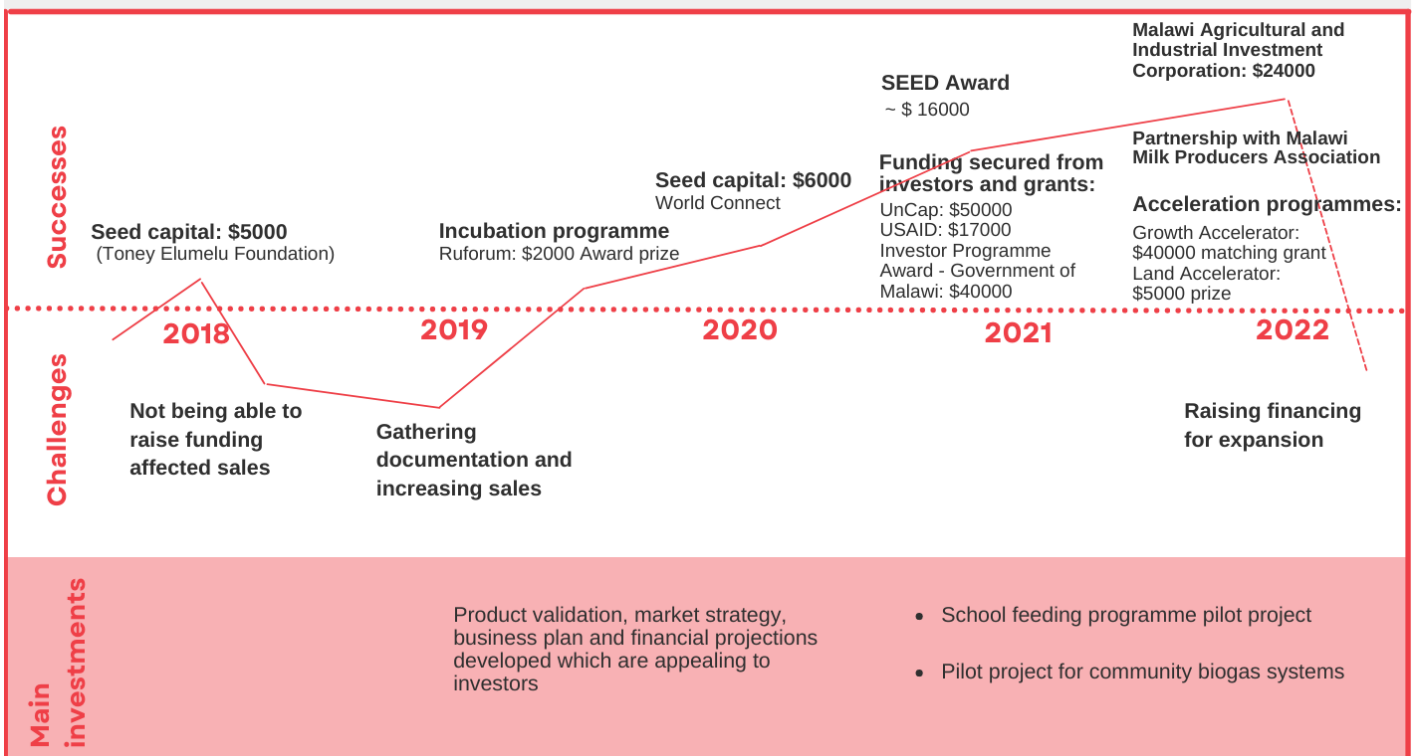 Successes
Seed capital: $5000
(Toney Elumelu Foundation)
Incubation programme
Ruforum: $2000 Award prize
Seed capital: $6000
World Connect
SEED Award
~ $ 16000
Funding secured from
investors and grants:
UnCap: $50000
USAID: $17000
Investor Programme
Award - Government of
Malawi: $40000
Malawi Agricultural and
Industrial Investment
Corporation: $24000
Partnership with Malawi
Milk Producers Association
Acceleration programmes:
Growth Accelerator:
$40000 matching grant
Land Accelerator:
$5000 prize
2018
2019
2020
2021
2022
Challenges
Not being able to
raise funding
affected sales
Gathering
documentation and
increasing sales
Raising financing
for expansion
Main
investments
Product validation, market strategy,
business plan and financial projections
developed which are appealing to
investors
• School feeding programme pilot project
• Pilot project for community biogas systems